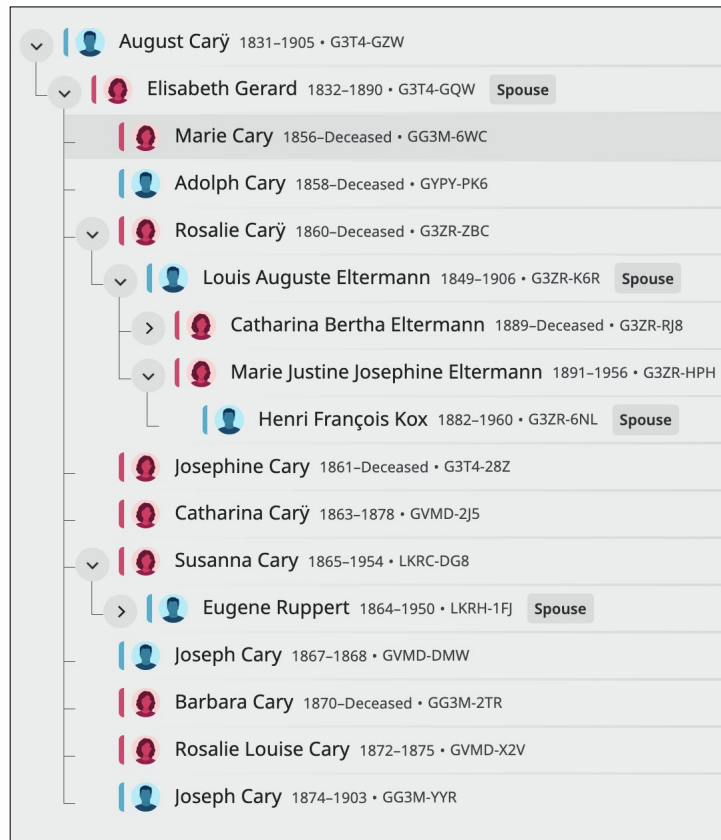 August Carÿ 1831–1905 • G3T4-GZW
Elisabeth Gerard 1832–1890 • G3T4-GQW Spouse
Marie Cary 1856–Deceased • GG3M-6WC
Adolph Cary 1858–Deceased • GYPY-PK6
Rosalie Carÿ 1860–Deceased • G3ZR-ZBC
Louis Auguste Eltermann 1849–1906 • G3ZR-K6R Spouse
Catharina Bertha Eltermann 1889–Deceased • G3ZR-RJ8
Marie Justine Josephine Eltermann 1891–1956 • G3ZR-HPH
Henri François Kox 1882–1960 • G3ZR-6NL Spouse
Josephine Cary 1861–Deceased • G3T4-28Z
Catharina Carÿ 1863–1878 • GVMD-2J5
Susanna Cary 1865–1954 • LKRC-DG8
Eugene Ruppert 1864–1950 • LKRH-1FJ Spouse
Joseph Cary 1867–1868 • GVMD-DMW
Barbara Cary 1870–Deceased • GG3M-2TR
Rosalie Louise Cary 1872–1875 • GVMD-X2V
Joseph Cary 1874–1903 • GG3M-YYR